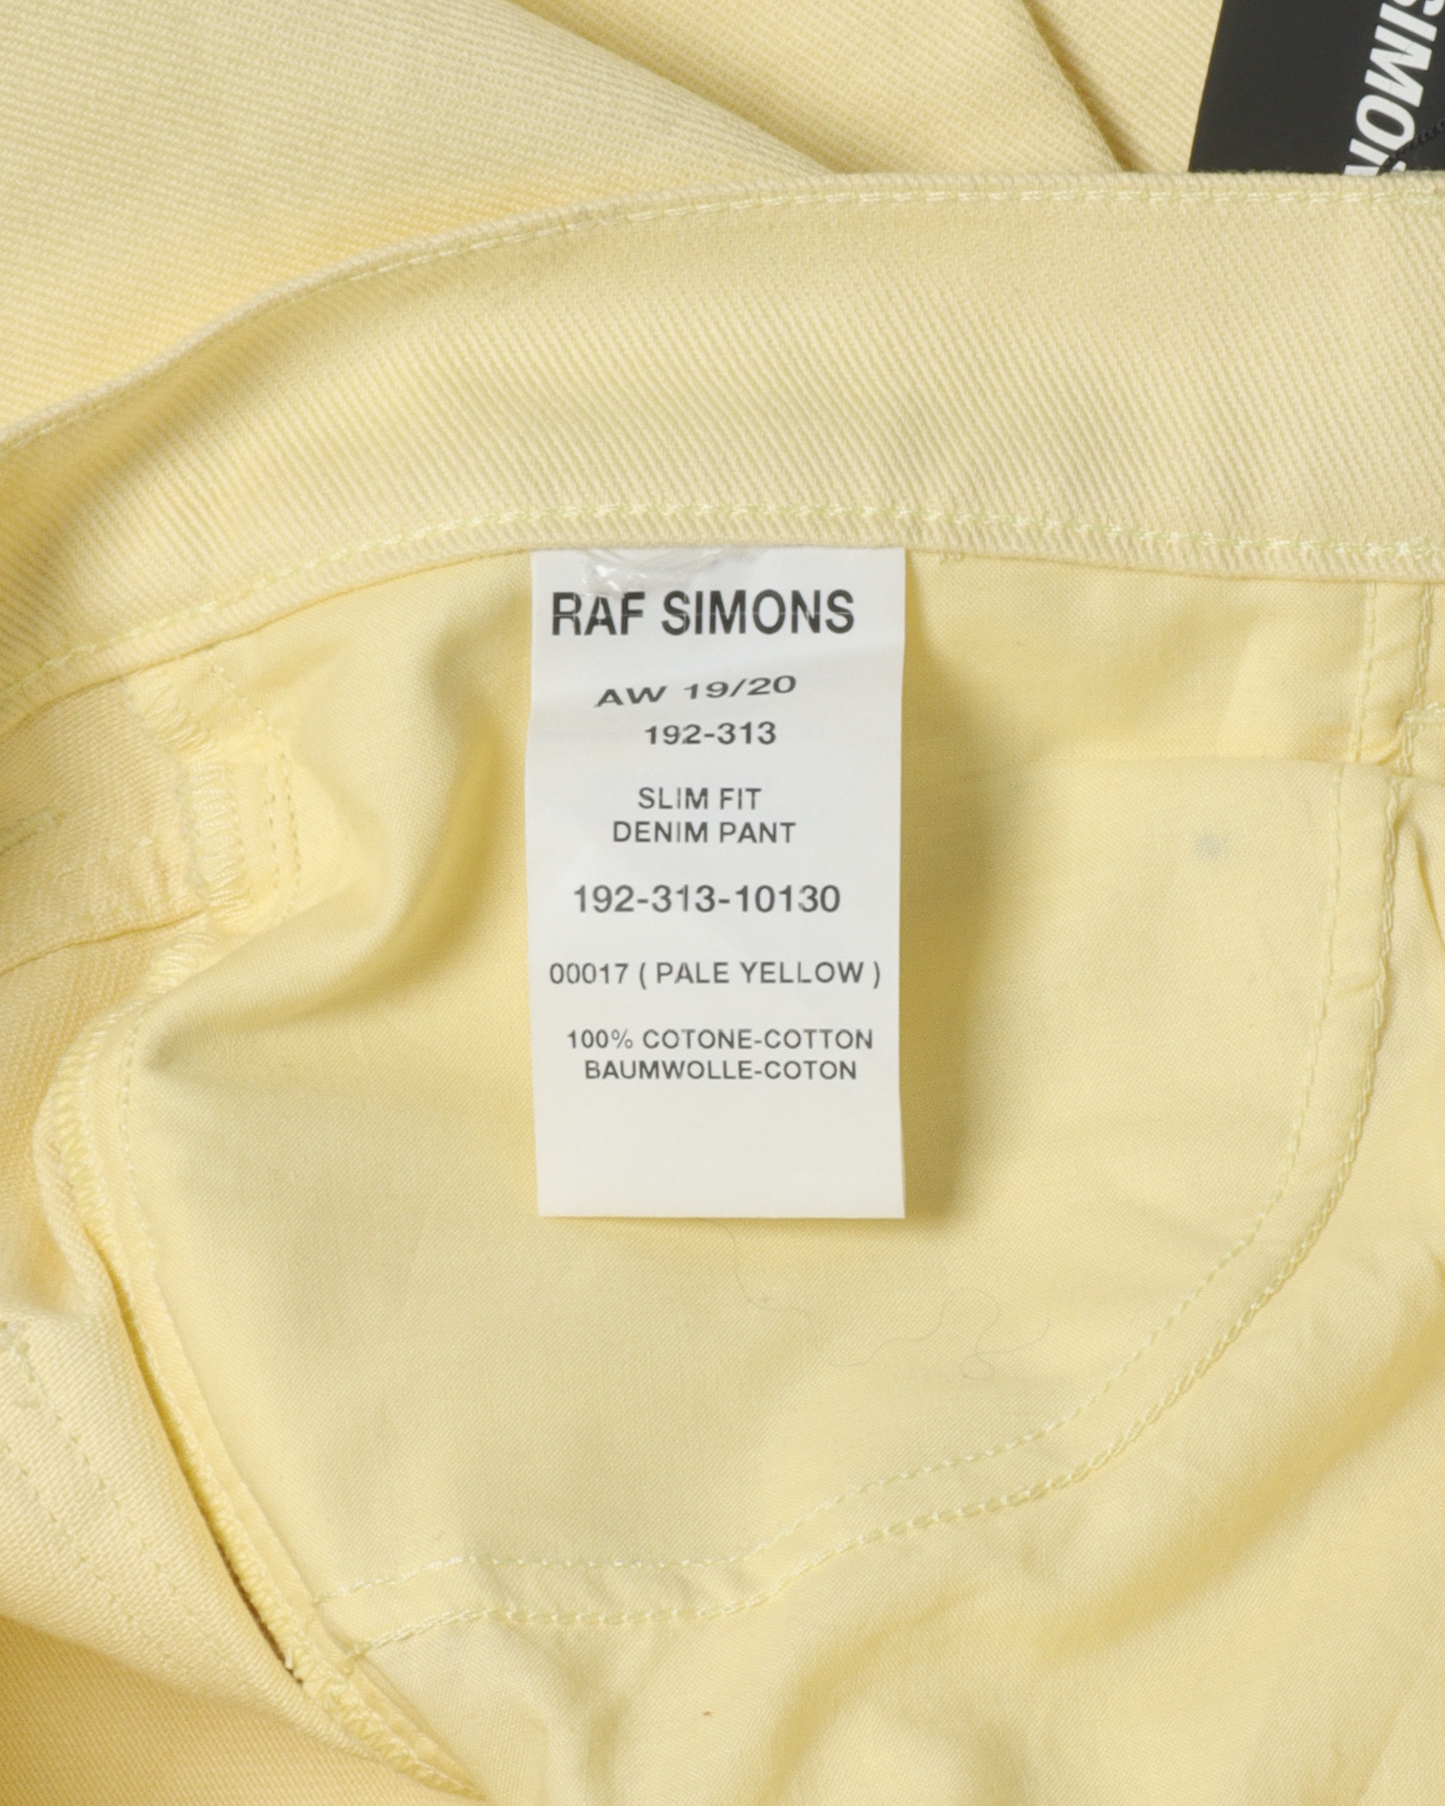 SIMON
RAF SIMONS
AW 19/20
192-313
SLIM FIT
DENIM PANT
192-313-10130
00017 ( PALE YELLOW )
100% COTONE-COTTON
BAUMWOLLE-COTON